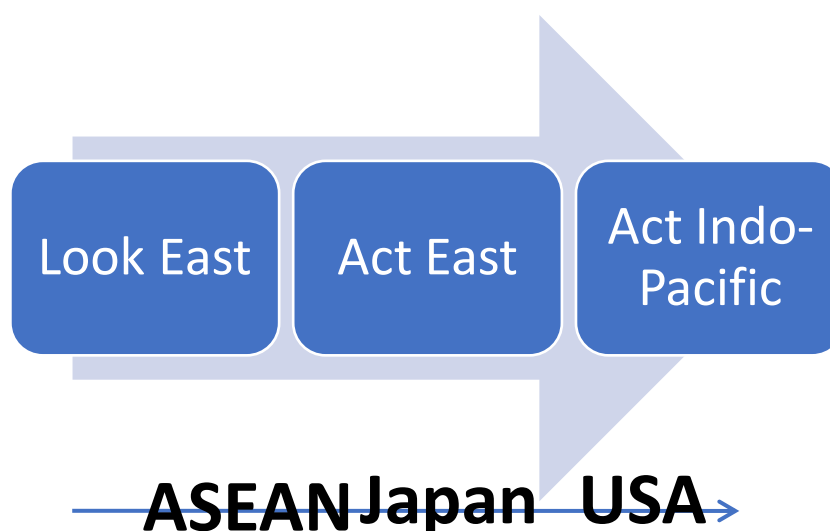 Look East
Act East
Act Indo-
Pacific
ASEAN Japan USA